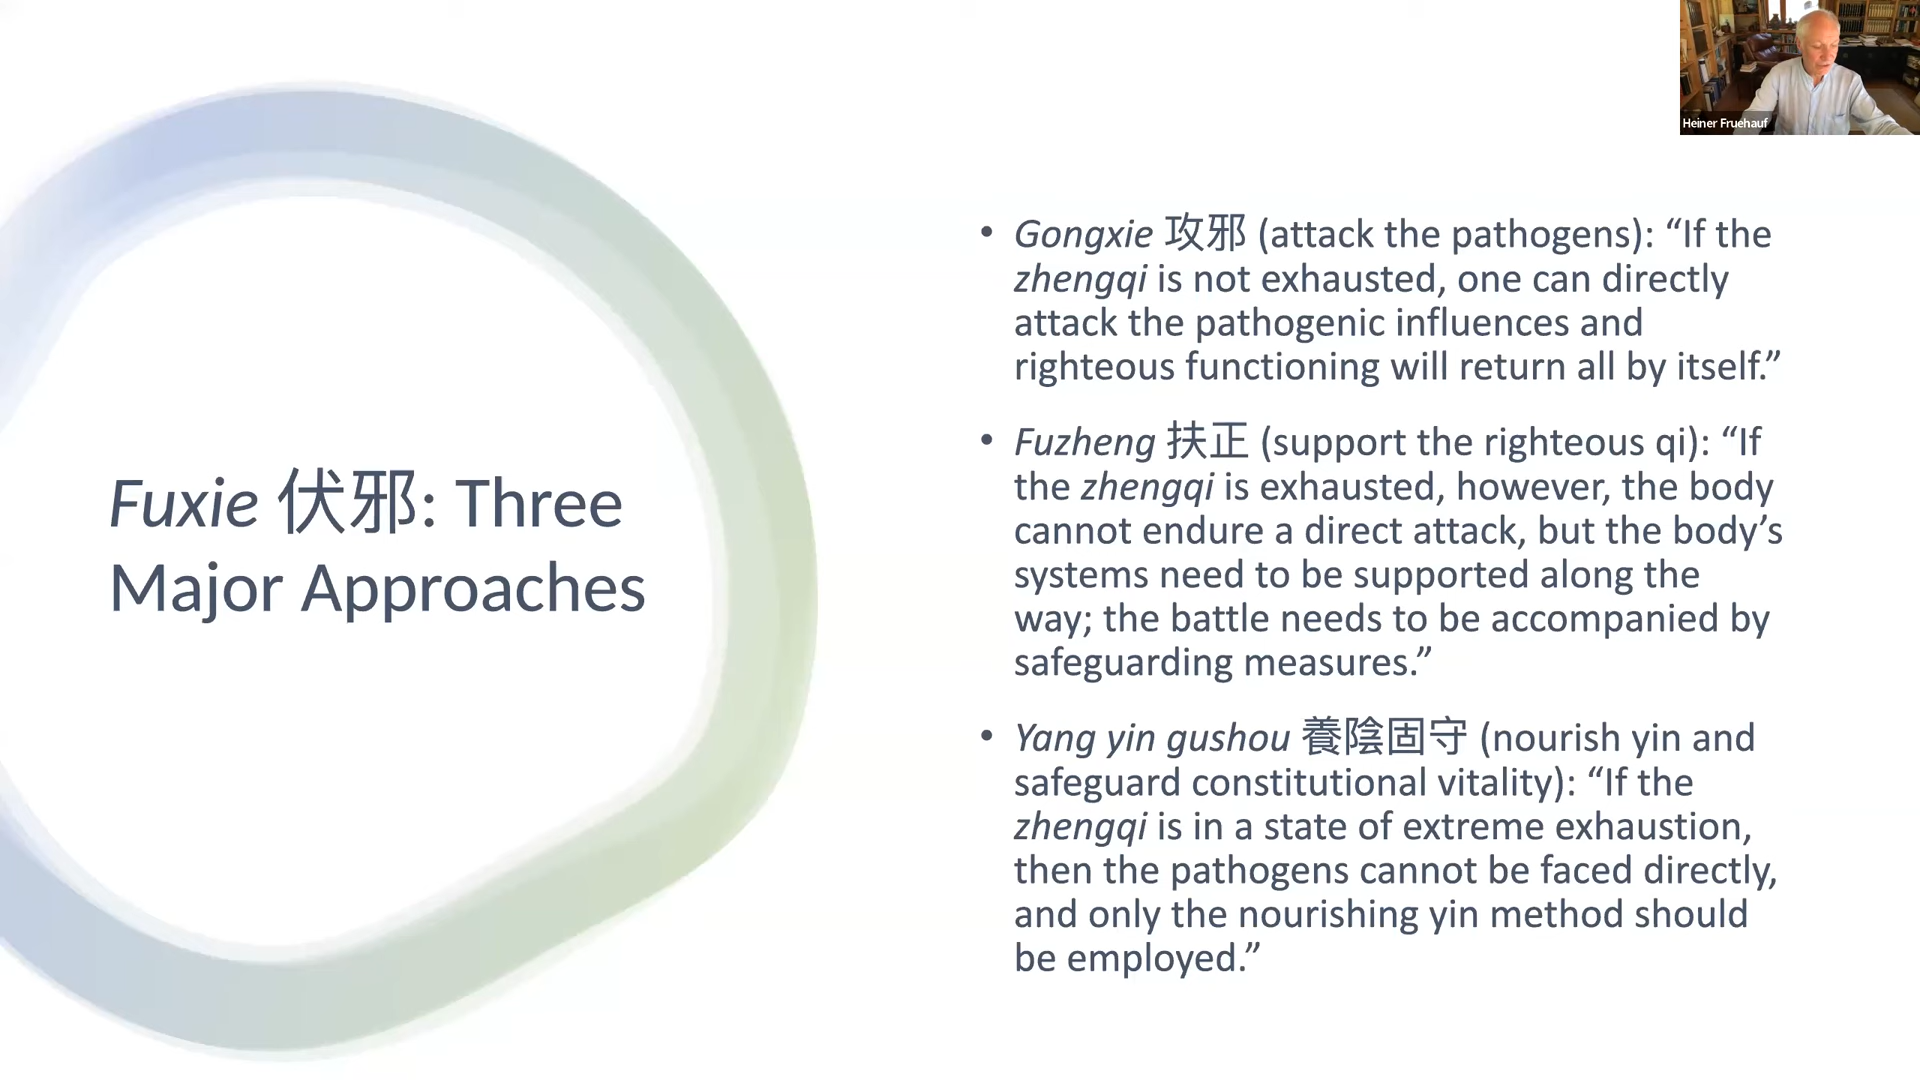 Heiner Fruehauf
Fuxie 伏邪: Three
Major Approaches
• Gongxie 攻邪 (attack the pathogens): “If the
zhengqi is not exhausted, one can directly
attack the pathogenic influences and
righteous functioning will return all by itself.”
• Fuzheng 扶正 (support the righteous qi): “If
the zhengqi is exhausted, however, the body
cannot endure a direct attack, but the body’s
systems need to be supported along the
way; the battle needs to be accompanied by
safeguarding measures.”
• Yang yin gushou 養陰固守 (nourish yin and
safeguard constitutional vitality): “If the
zhengqi is in a state of extreme exhaustion,
then the pathogens cannot be faced directly,
and only the nourishing yin method should
be employed.”